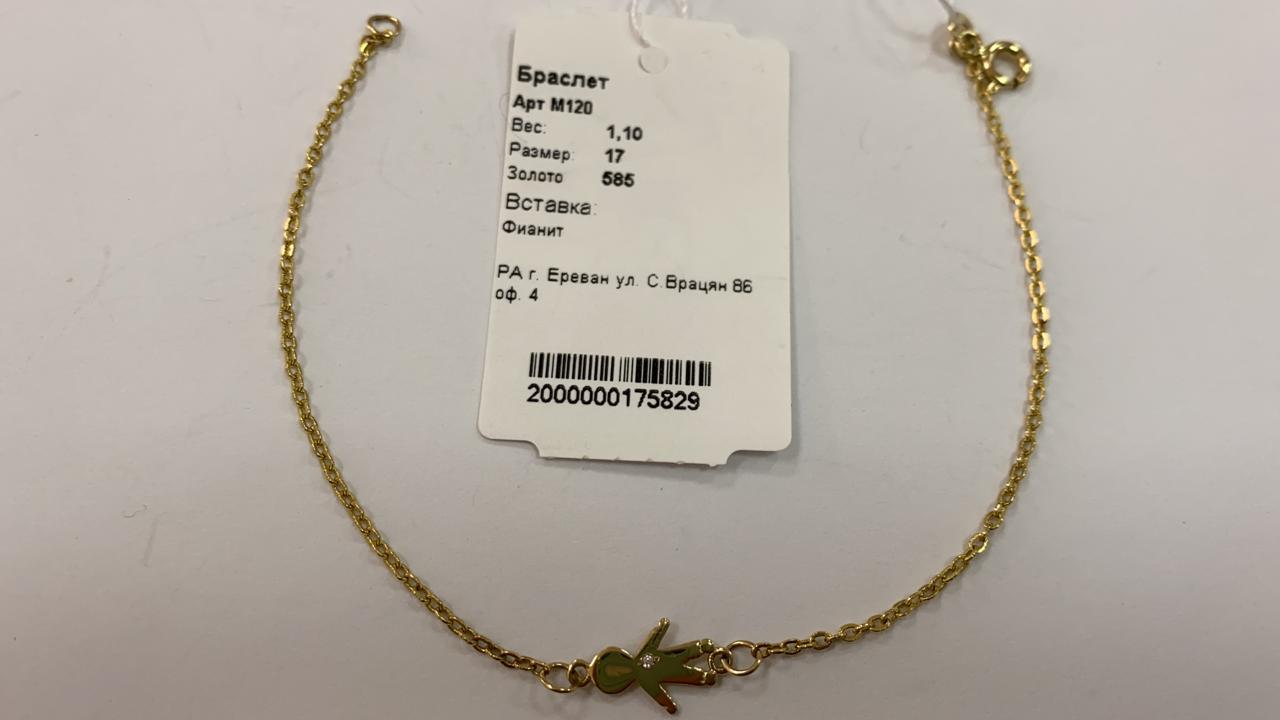 Браслет
Арт М120
Вес: 1,10
Размер: 17
Золото 585
Вставка:
Фианит
РА г. Ереван ул. С.Врацян 86
оф. 4
2000000175829